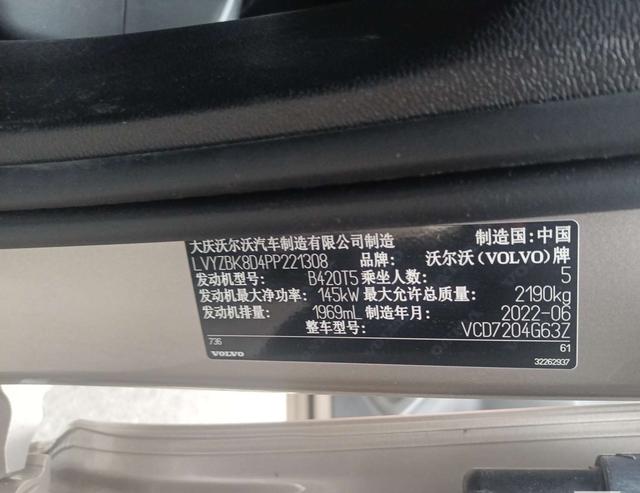 大庆沃尔沃汽车制造有限公司制造 制造国:中国
LVYZBK8D4PP221308 品牌: 沃尔沃(VOLVO)牌
发动机型号: B420T5 乘坐人数: 5
发动机最大净功率: 145kW 最大允许总质量: 2190kg
发动机排量: 1969mL 制造年月: 2022-06
整车型号: VCD7204G63Z
736 61
VOLVO 32262937